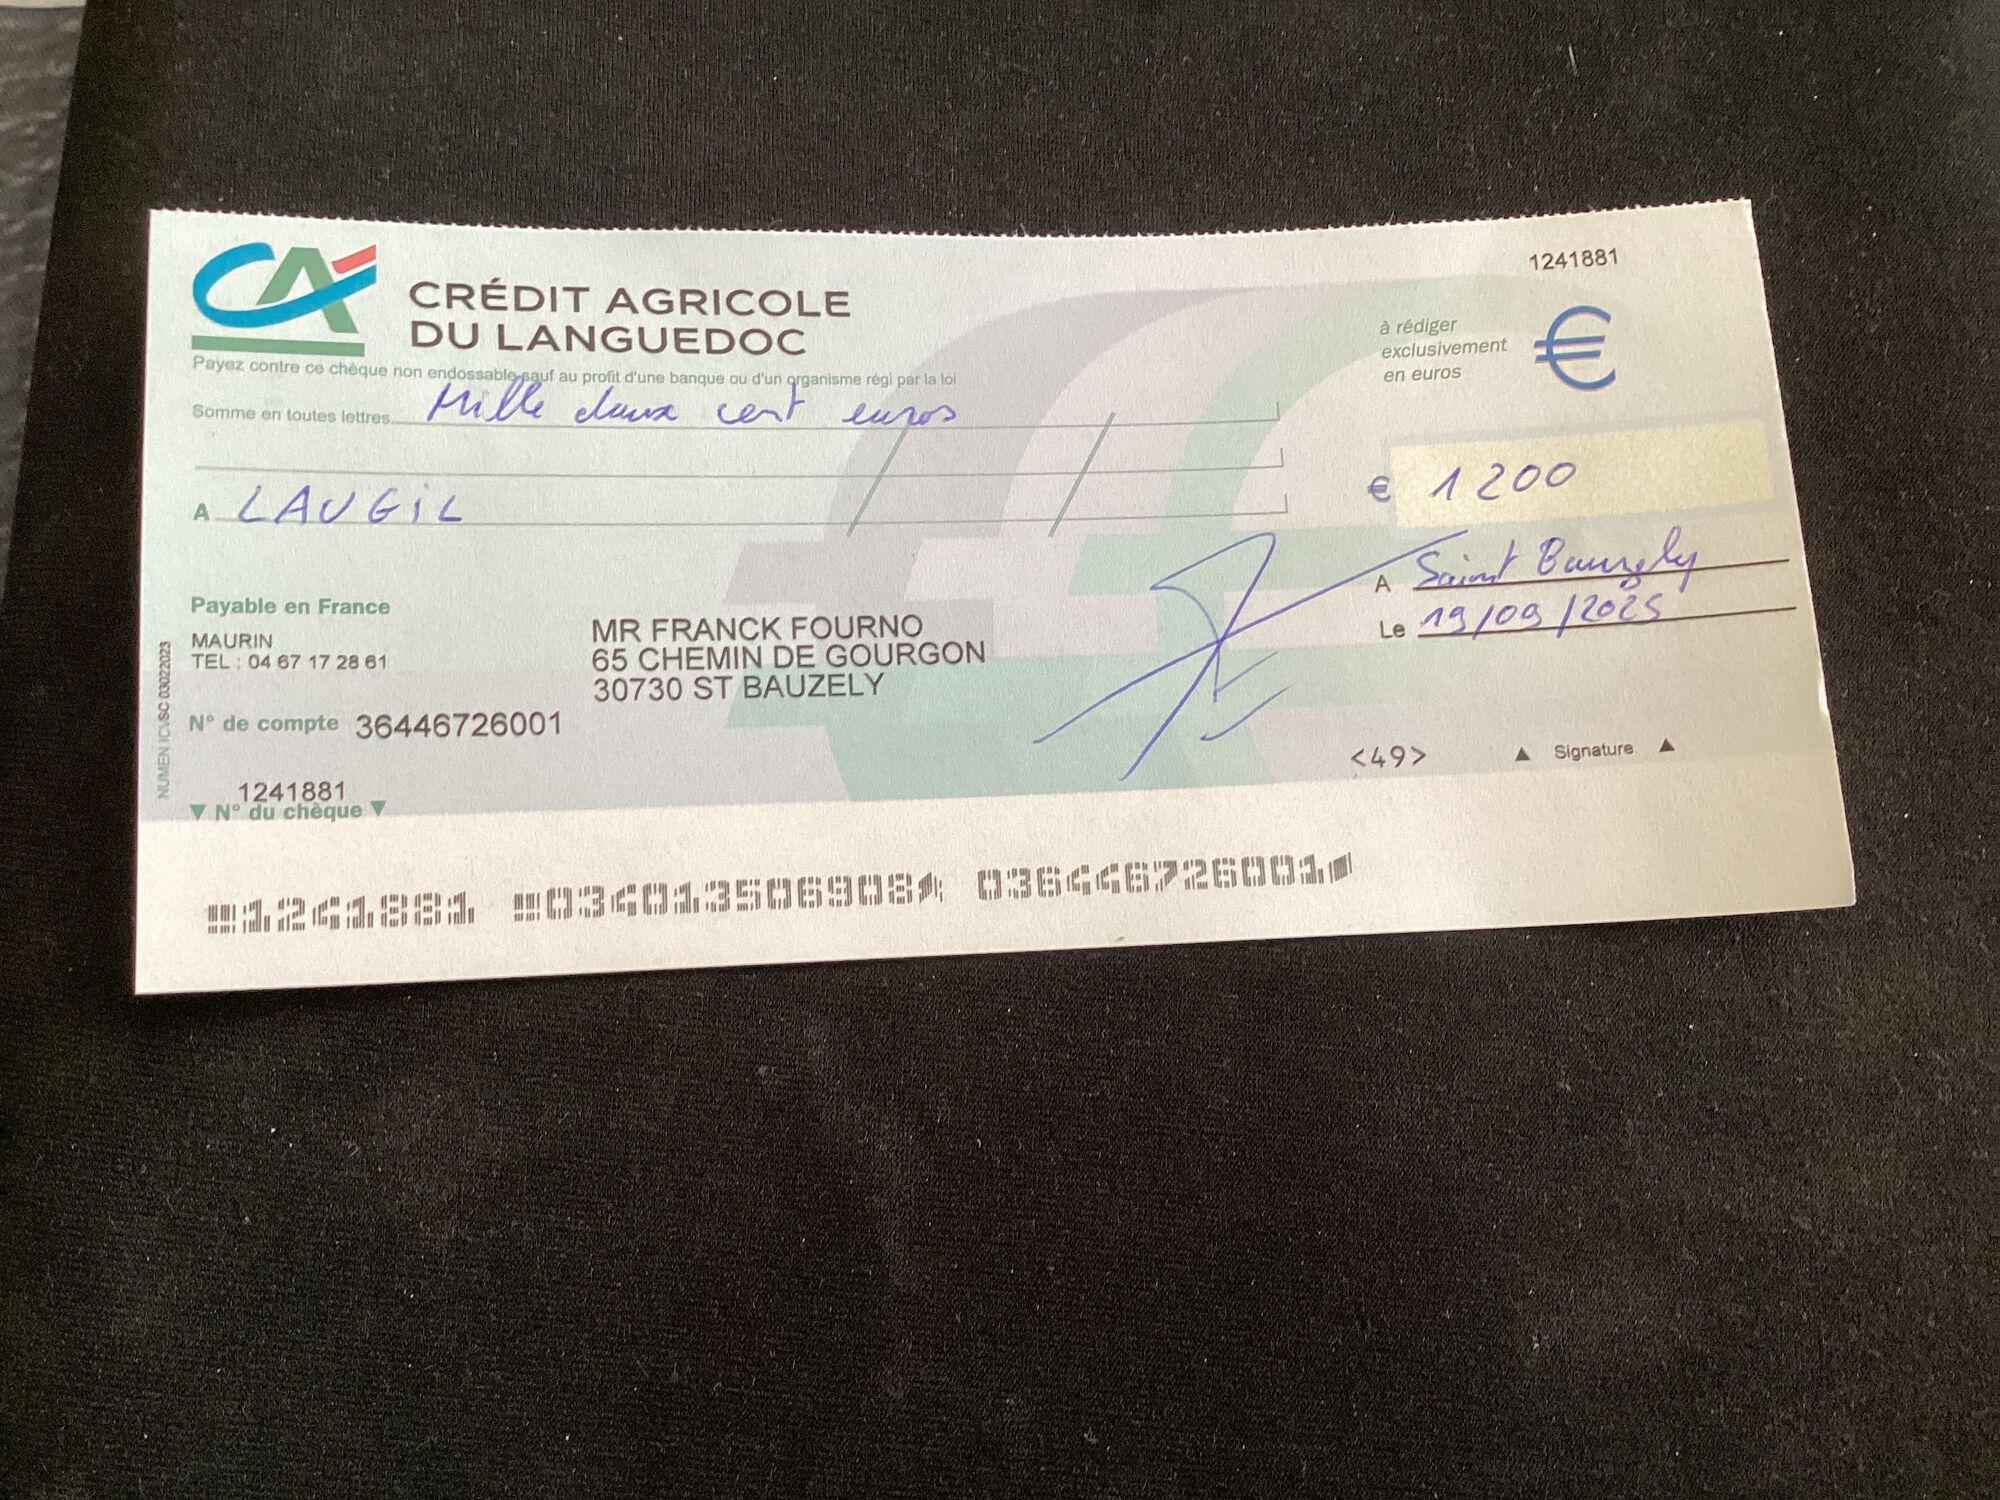 1241881
CA
CRÉDIT AGRICOLE
DU LANGUEDOC
à rédiger
exclusivement
en euros
€
Payez contre ce chèque non endossable sauf au profit d'une banque ou d'un organisme régi par la loi
Somme en toutes lettres Mille deux cent euros
€ 1200
A LAUGIL
A Saint Bauzely
Le 19/09/2025
Payable en France
MAURIN
TEL : 04 67 17 28 61
MR FRANCK FOURNO
65 CHEMIN DE GOURGON
30730 ST BAUZELY
N° de compte 36446726001
<49> ▲ Signature ▲
1241881
▼ N° du chèque ▼
NUMEN 03022023
1241881 034013506908 036446726001